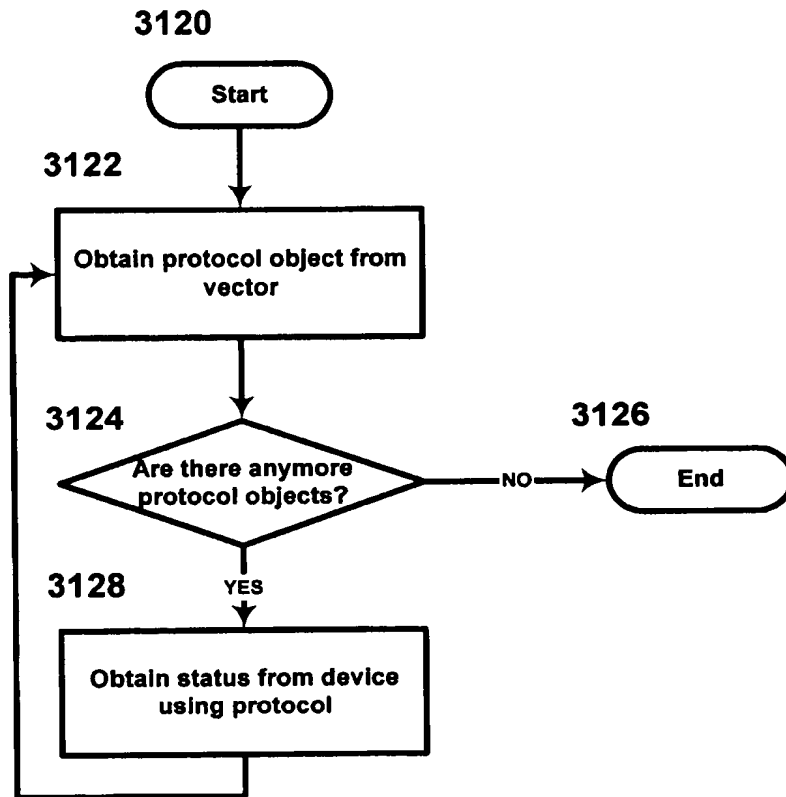 3120
Start
3122
Obtain protocol object from
vector
3124
Are there anymore
protocol objects?
NO
3126
End
YES
3128
Obtain status from device
using protocol